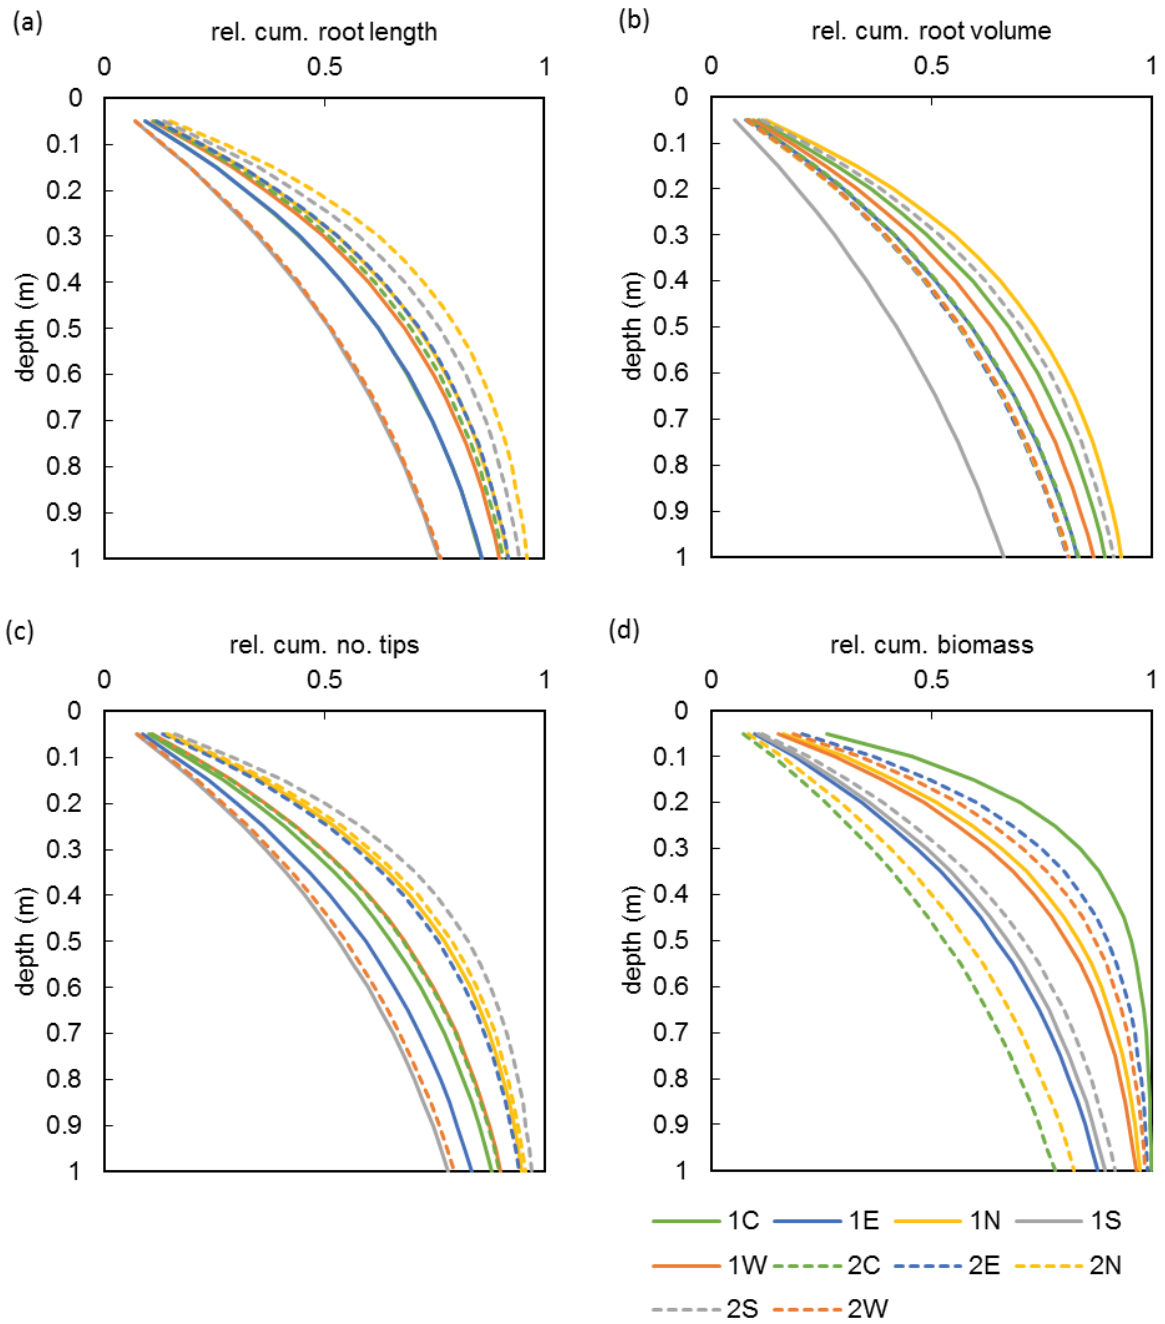 (a)
rel. cum. root length
0 0.5 1
0
0.1
0.2
0.3
0.4
0.5
0.6
0.7
0.8
0.9
1
depth (m)
(b)
rel. cum. root volume
0 0.5 1
0
0.1
0.2
0.3
0.4
0.5
0.6
0.7
0.8
0.9
1
depth (m)
(c)
rel. cum. no. tips
0 0.5 1
0
0.1
0.2
0.3
0.4
0.5
0.6
0.7
0.8
0.9
1
depth (m)
(d)
rel. cum. biomass
0 0.5 1
0
0.1
0.2
0.3
0.4
0.5
0.6
0.7
0.8
0.9
1
depth (m)
1C 1E 1N 1S
1W 2C 2E 2N
2S 2W